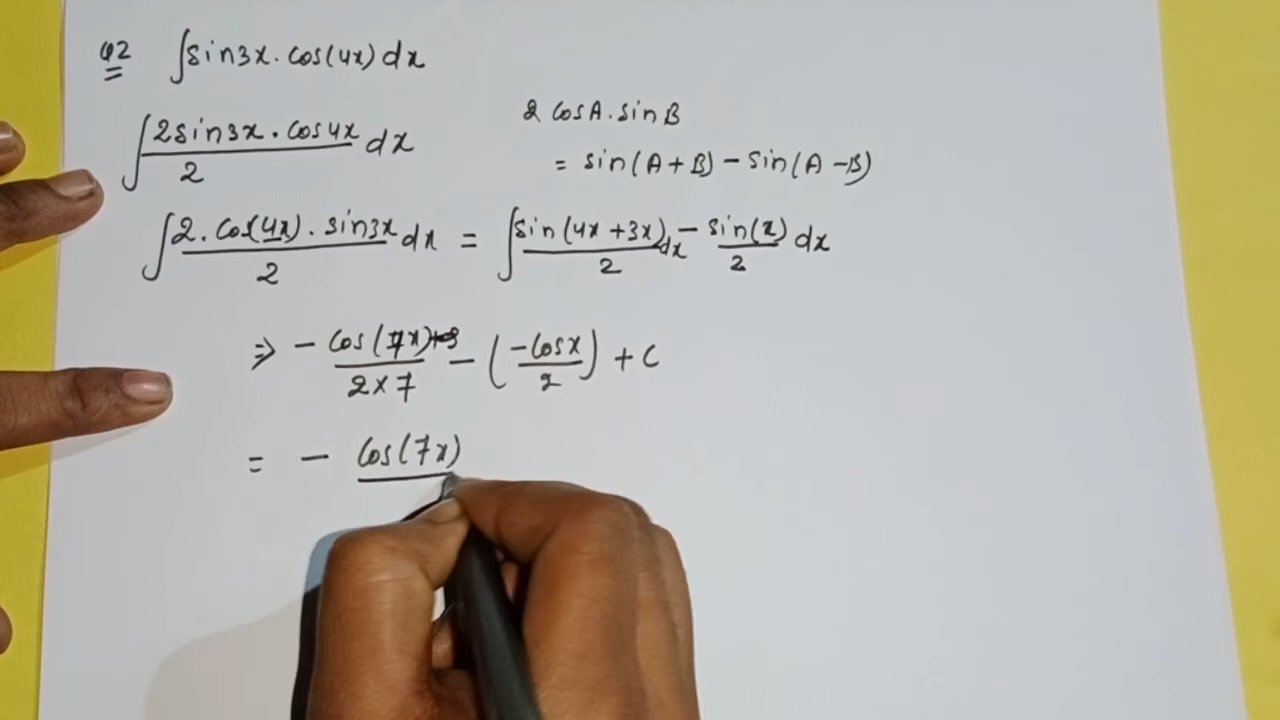 Q2 ∫sin3x.cos(4x)dx
∫2sin3x.cos4x/2 dx
2 cosA.sinB
= sin(A+B)-sin(A-B)
∫2.cos(4x).sin3x/2 dx = ∫sin(4x+3x)/2 dx - sin(x)/2 dx
⇒ - cos(7x)/2×7 - (-cosx/2) + c
= - cos(7x)